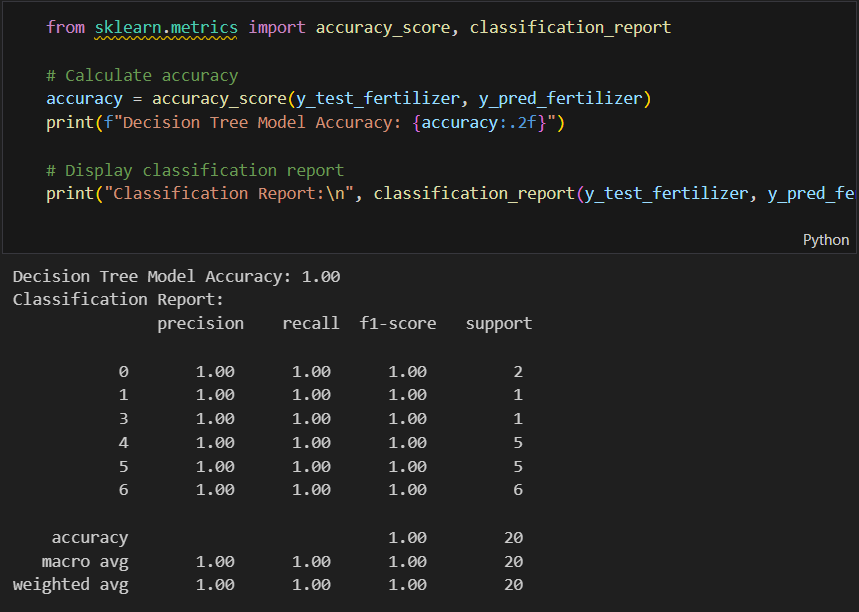 from sklearn.metrics import accuracy_score, classification_report
# Calculate accuracy
accuracy = accuracy_score(y_test_fertilizer, y_pred_fertilizer)
print(f"Decision Tree Model Accuracy: {accuracy:.2f}")
# Display classification report
print("Classification Report:\n", classification_report(y_test_fertilizer, y_pred_fe
Python
Decision Tree Model Accuracy: 1.00
Classification Report:
precision recall f1-score support
0 1.00 1.00 1.00 2
1 1.00 1.00 1.00 1
3 1.00 1.00 1.00 1
4 1.00 1.00 1.00 5
5 1.00 1.00 1.00 5
6 1.00 1.00 1.00 6
accuracy 1.00 20
macro avg 1.00 1.00 1.00 20
weighted avg 1.00 1.00 1.00 20